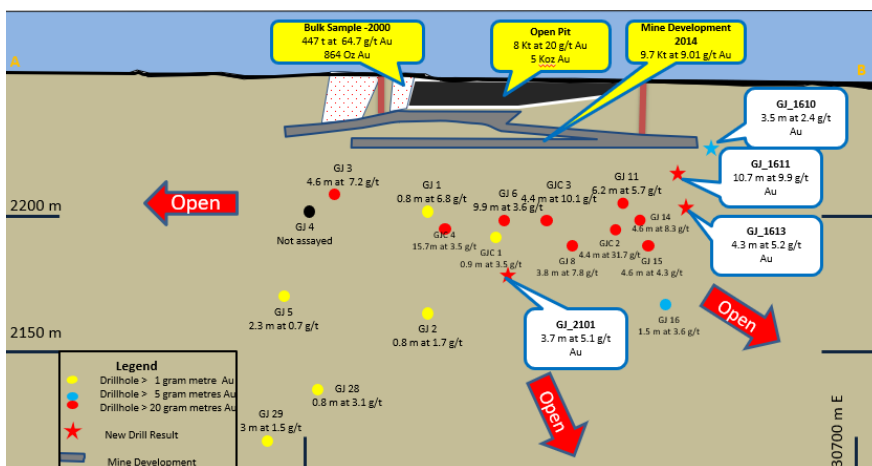 Bulk Sample -2000
447 t at 64.7 g/t Au
864 Oz Au
Open Pit
8 Kt at 20 g/t Au
5 Koz Au
Mine Development
2014
9.7 Kt at 9.01 g/t Au
A
B
GJ_1610
3.5 m at 2.4 g/t
Au
GJ_1611
10.7 m at 9.9 g/t
Au
GJ_1613
4.3 m at 5.2 g/t
Au
GJ 3
4.6 m at 7.2 g/t
GJ 1
0.8 m at 6.8 g/t
GJ 6
9.9 m at 3.6 g/t
GJC 3
4.4 m at 10.1 g/t
GJ 11
6.2 m at 5.7 g/t
Open
2200 m
GJ 4
Not assayed
GJC 4
15.7m at 3.5 g/t
GJC 1
0.9 m at 3.5 g/t
GJ 8
3.8 m at 7.8 g/t
GJC 2
4.4 m at 31.7 g/t
GJ 14
4.6 m at 8.3 g/t
GJ 15
4.6 m at 4.3 g/t
GJ 5
2.3 m at 0.7 g/t
GJ 2
0.8 m at 1.7 g/t
GJ_2101
3.7 m at 5.1 g/t
Au
GJ 16
1.5 m at 3.6 g/t
Open
2150 m
Legend
Drillhole > 1 gram metre Au
Drillhole > 5 gram metres Au
Drillhole > 20 gram metres Au
New Drill Result
Mine Development
GJ 28
0.8 m at 3.1 g/t
GJ 29
3 m at 1.5 g/t
Open
30700 m E